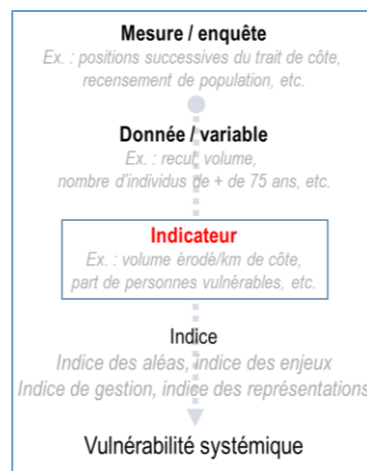 Mesure / enquête
Ex. : positions successives du trait de côte,
recensement de population, etc.
Donnée / variable
Ex. : recul, volume,
nombre d'individus de + de 75 ans, etc.
Indicateur
Ex. : volume érodé/km de côte,
part de personnes vulnérables, etc.
Indice
Indice des aléas, indice des enjeux
Indice de gestion, indice des représentations
Vulnérabilité systémique